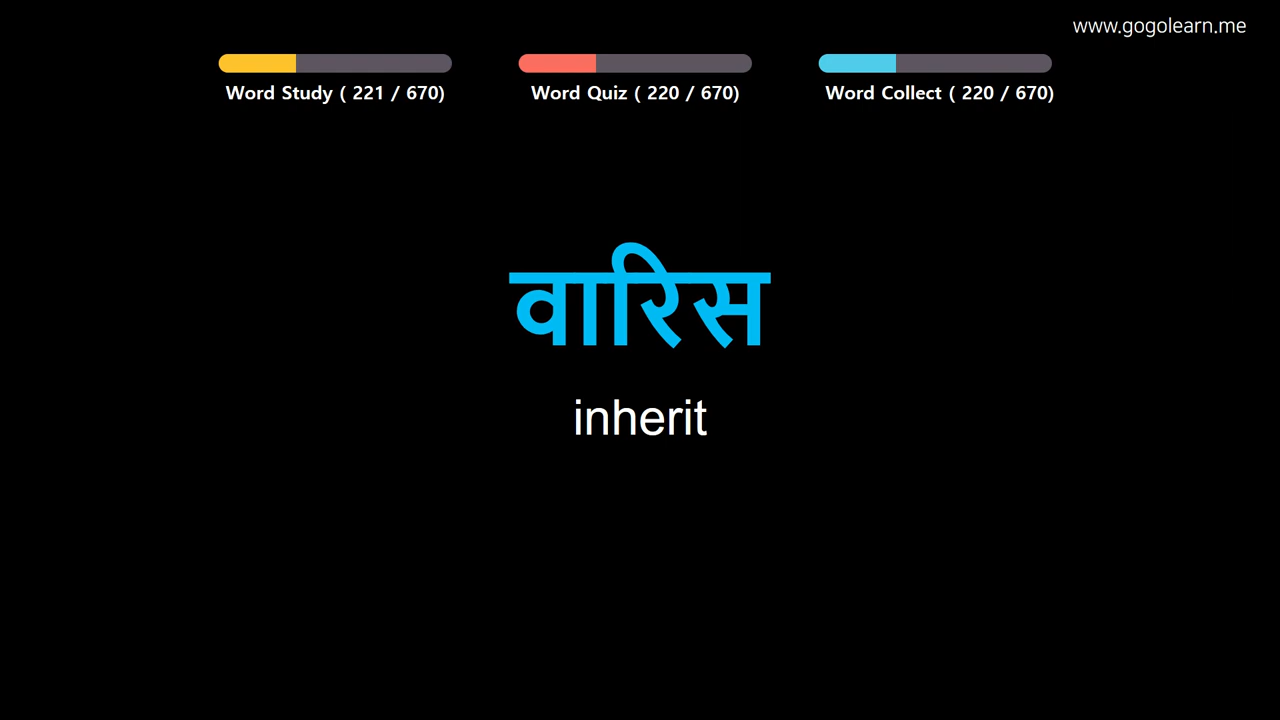 www.gogolearn.me
Word Study ( 221 / 670)
Word Quiz ( 220 / 670)
Word Collect ( 220 / 670)
वारिस
inherit